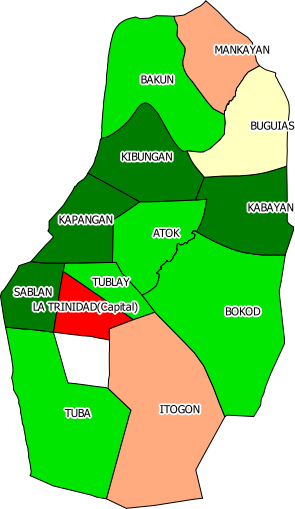 MANKAYAN
BAKUN
BUGUIAS
KIBUNGAN
KABAYAN
KAPANGAN
ATOK
TUBLAY
SABLAN
LA TRINIDAD(Capital)
BOKOD
TUBA
ITOGON